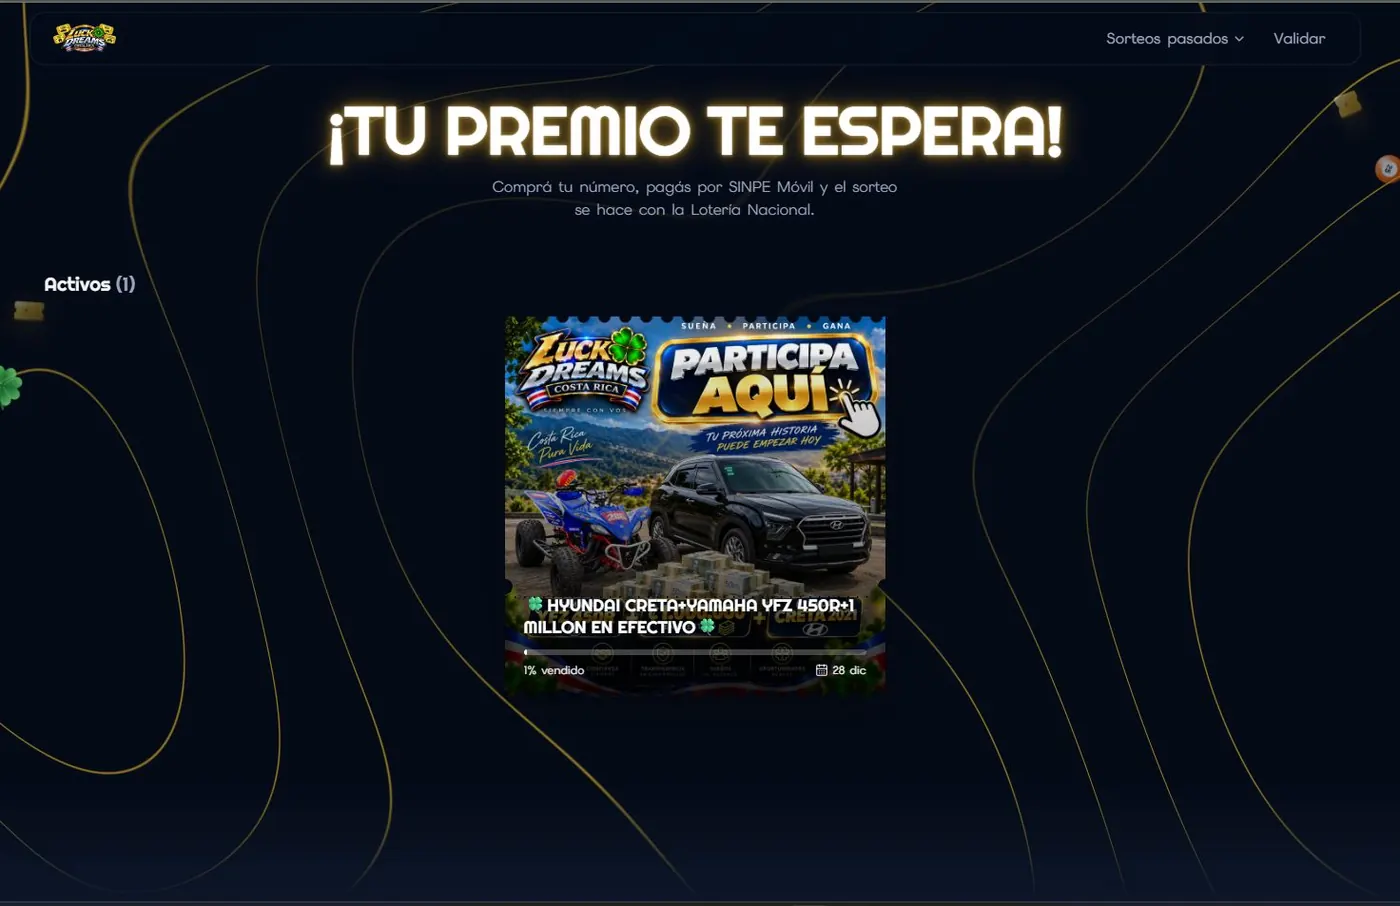 LUCK
DREAMS
Sorteos pasados
Validar
¡TU PREMIO TE ESPERA!
Comprá tu número, pagás por SINPE Móvil y el sorteo
se hace con la Lotería Nacional.
Activos (1)
SUEÑA • PARTICIPA • GANA
LUCK
DREAMS
COSTA RICA
SIEMPRE CON VOS
PARTICIPA
AQUÍ
TU PRÓXIMA HISTORIA
PUEDE EMPEZAR HOY
Costa Rica
Pura Vida
🍀 HYUNDAI CRETA+YAMAHA YFZ 450R+1
MILLON EN EFECTIVO 🍀
CRETA 2021
1% vendido
28 dic